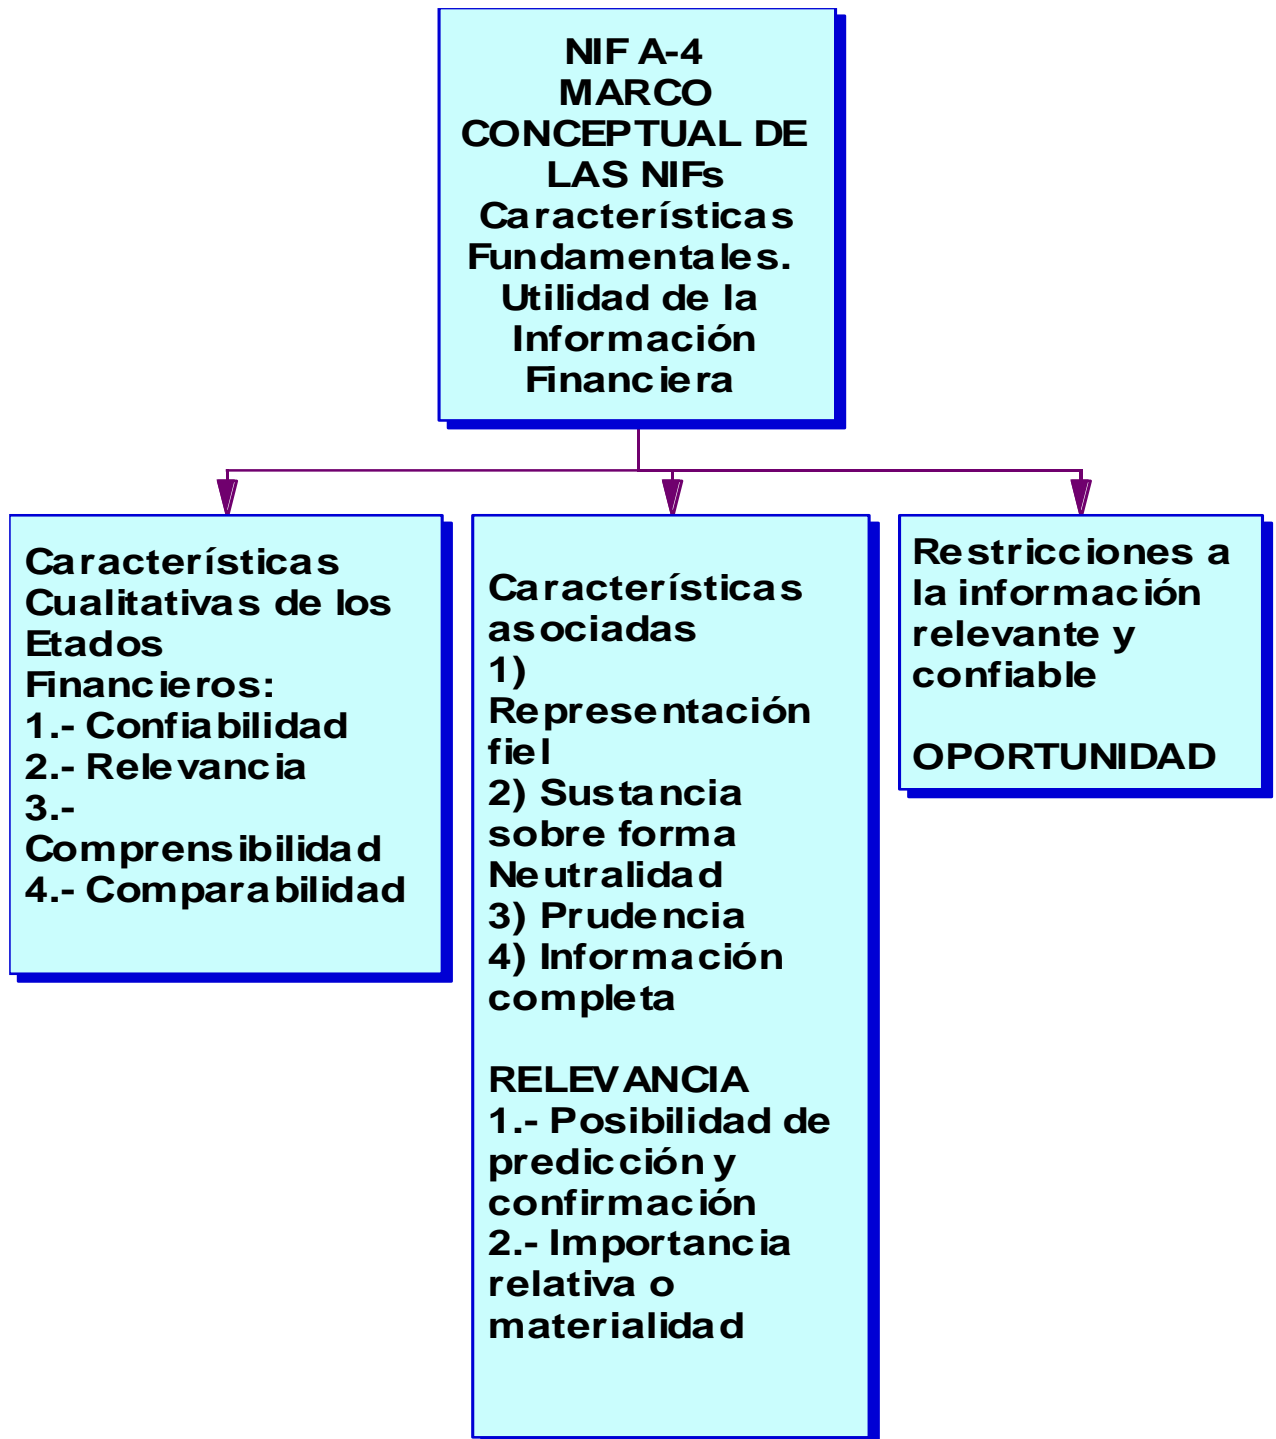 NIF A-4
MARCO
CONCEPTUAL DE
LAS NIFs
Características
Fundamentales.
Utilidad de la
Información
Financiera
Características
Cualitativas de los
Etados
Financieros:
1.- Confiabilidad
2.- Relevancia
3.-
Comprensibilidad
4.- Comparabilidad
Características
asociadas
1)
Representación
fiel
2) Sustancia
sobre forma
Neutralidad
3) Prudencia
4) Información
completa
RELEVANCIA
1.- Posibilidad de
predicción y
confirmación
2.- Importancia
relativa o
materialidad
Restricciones a
la información
relevante y
confiable
OPORTUNIDAD